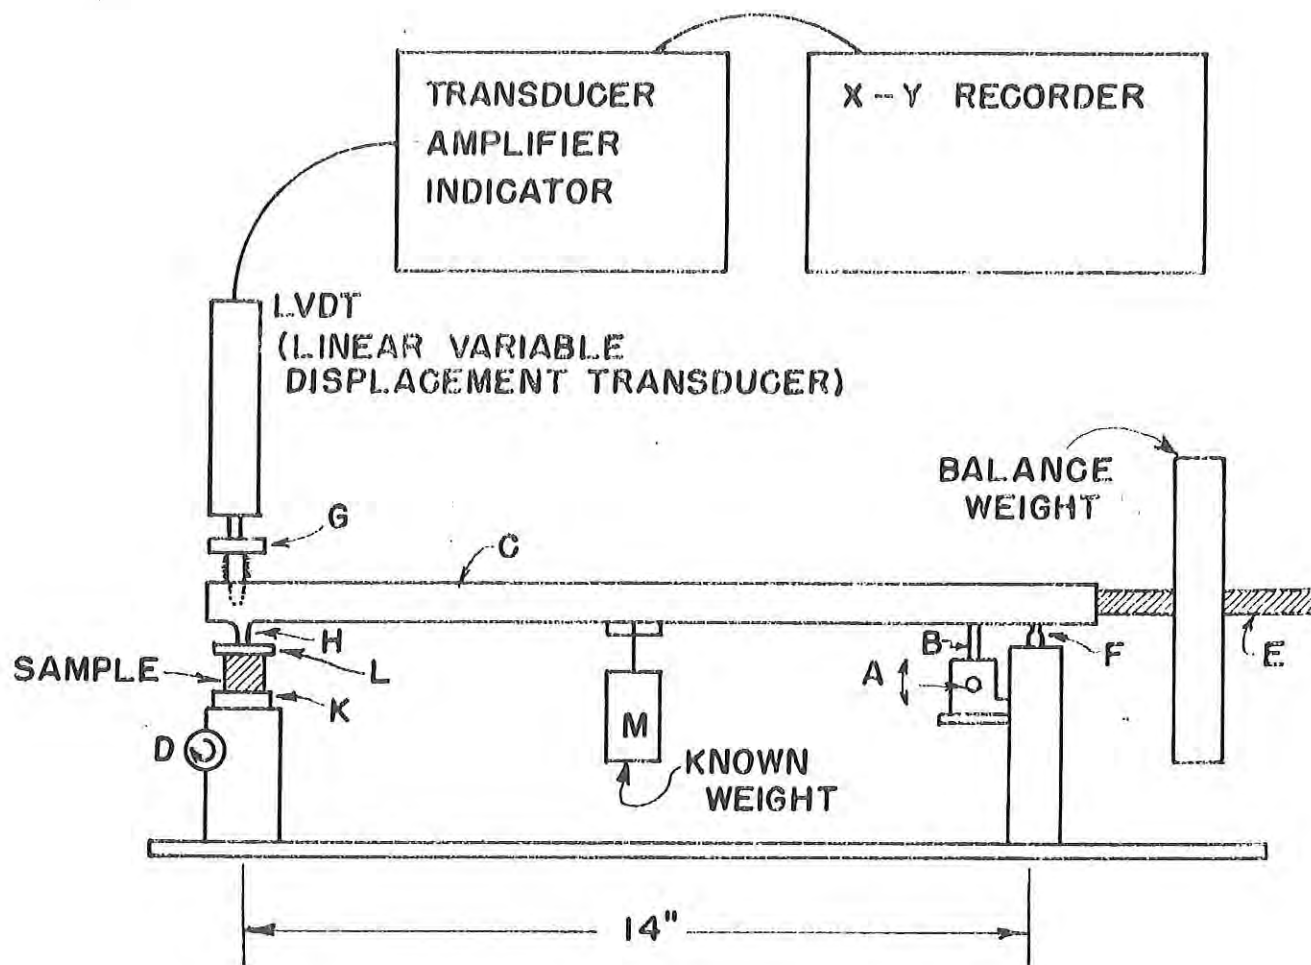 TRANSDUCER
AMPLIFIER
INDICATOR
X-Y RECORDER
LVDT
(LINEAR VARIABLE
DISPLACEMENT TRANSDUCER)
BALANCE
WEIGHT
G
C
H
SAMPLE
L
K
D
M
KNOWN
WEIGHT
B
A
F
E
14"